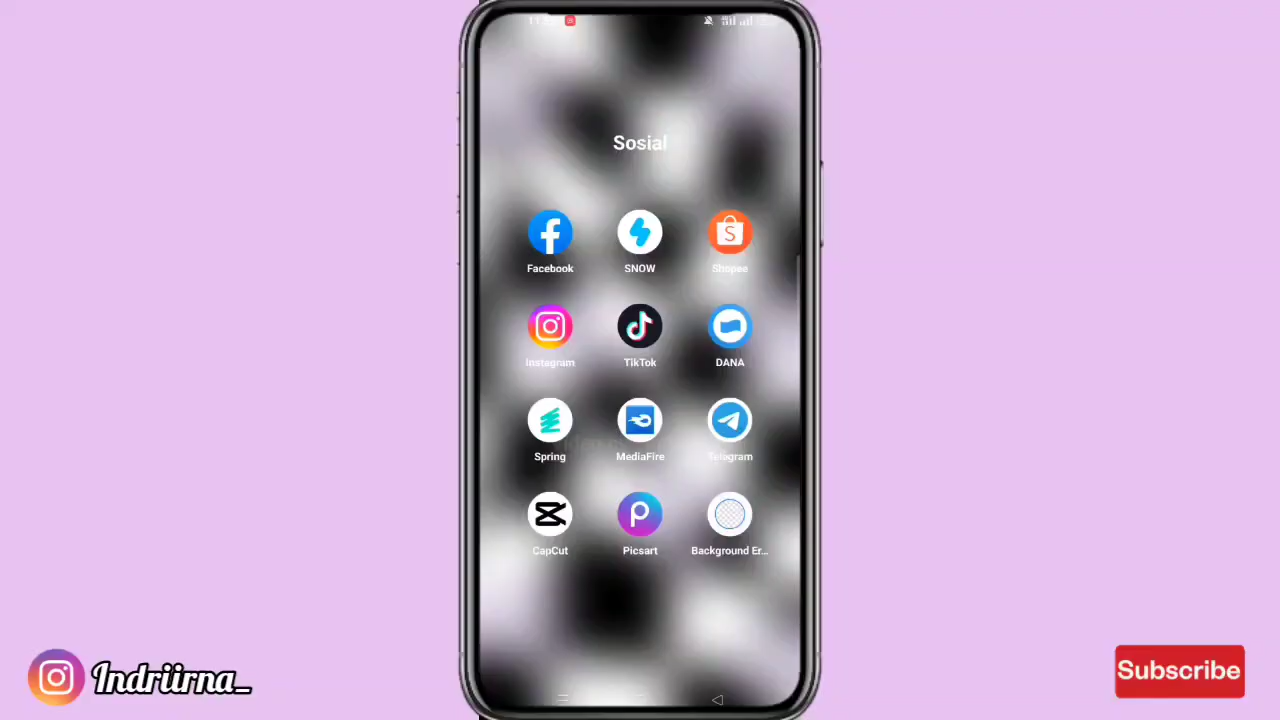 Sosial
Facebook
SNOW
Shopee
Instagram
TikTok
DANA
Spring
MediaFire
Telegram
CapCut
Picsart
Background Er...
Indriirna_
Subscribe